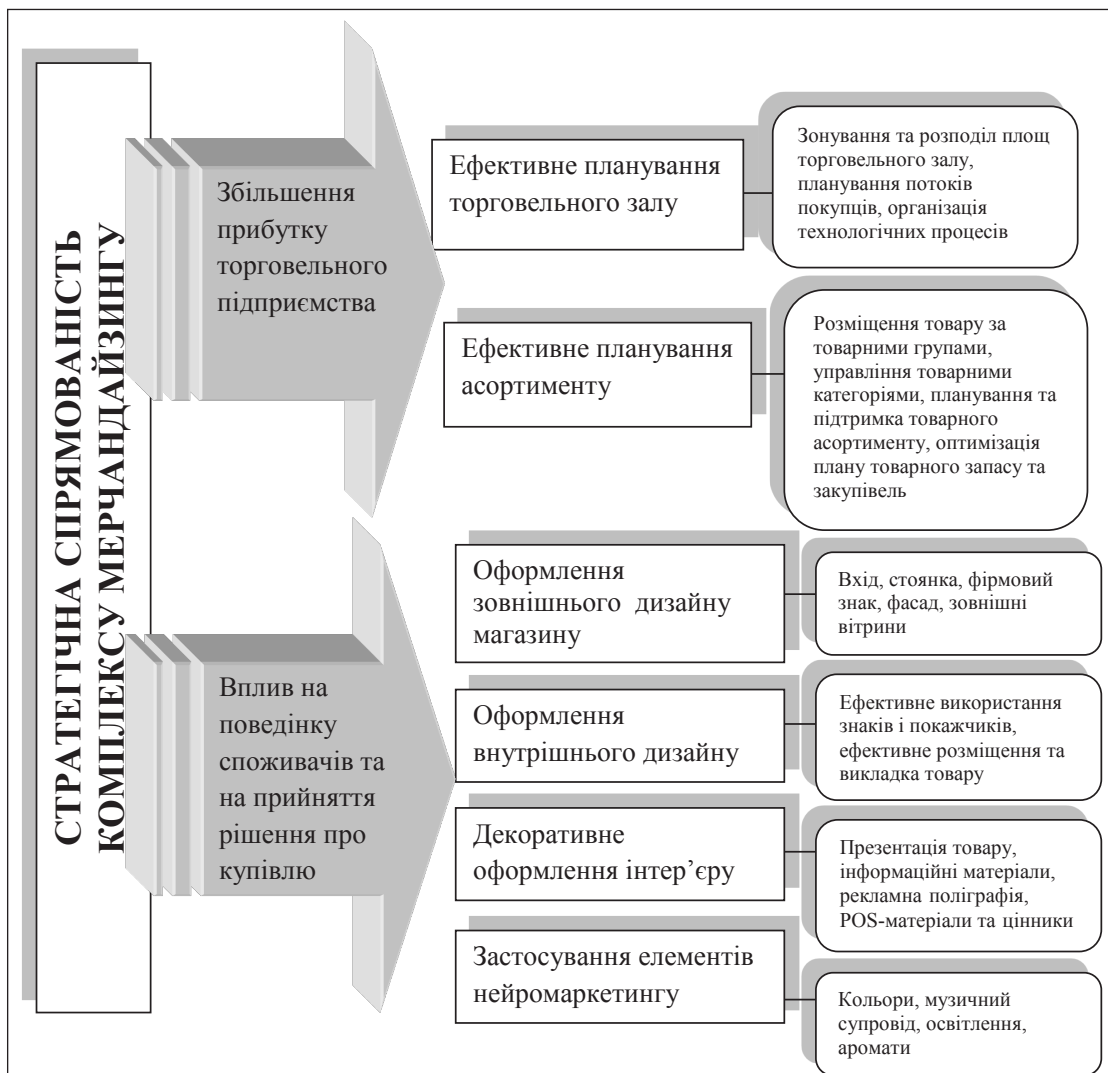 СТРАТЕГІЧНА СПРЯМОВАНІСТЬ
КОМПЛЕКСУ МЕРЧАНДАЙЗИНГУ
Збільшення
прибутку
торговельного
підприємства
Ефективне планування
торговельного залу
Зонування та розподіл площ
торговельного залу,
планування потоків
покупців, організація
технологічних процесів
Ефективне планування
асортименту
Розміщення товару за
товарними групами,
управління товарними
категоріями, планування та
підтримка товарного
асортименту, оптимізація
плану товарного запасу та
закупівель
Вплив на
поведінку
споживачів та
на прийняття
рішення про
купівлю
Оформлення
зовнішнього дизайну
магазину
Вхід, стоянка, фірмовий
знак, фасад, зовнішні
вітрини
Оформлення
внутрішнього дизайну
Ефективне використання
знаків і покажчиків,
ефективне розміщення та
викладка товару
Декоративне
оформлення інтер’єру
Презентація товару,
інформаційні матеріали,
рекламна поліграфія,
POS-матеріали та цінники
Застосування елементів
нейромаркетингу
Кольори, музичний
супровід, освітлення,
аромати